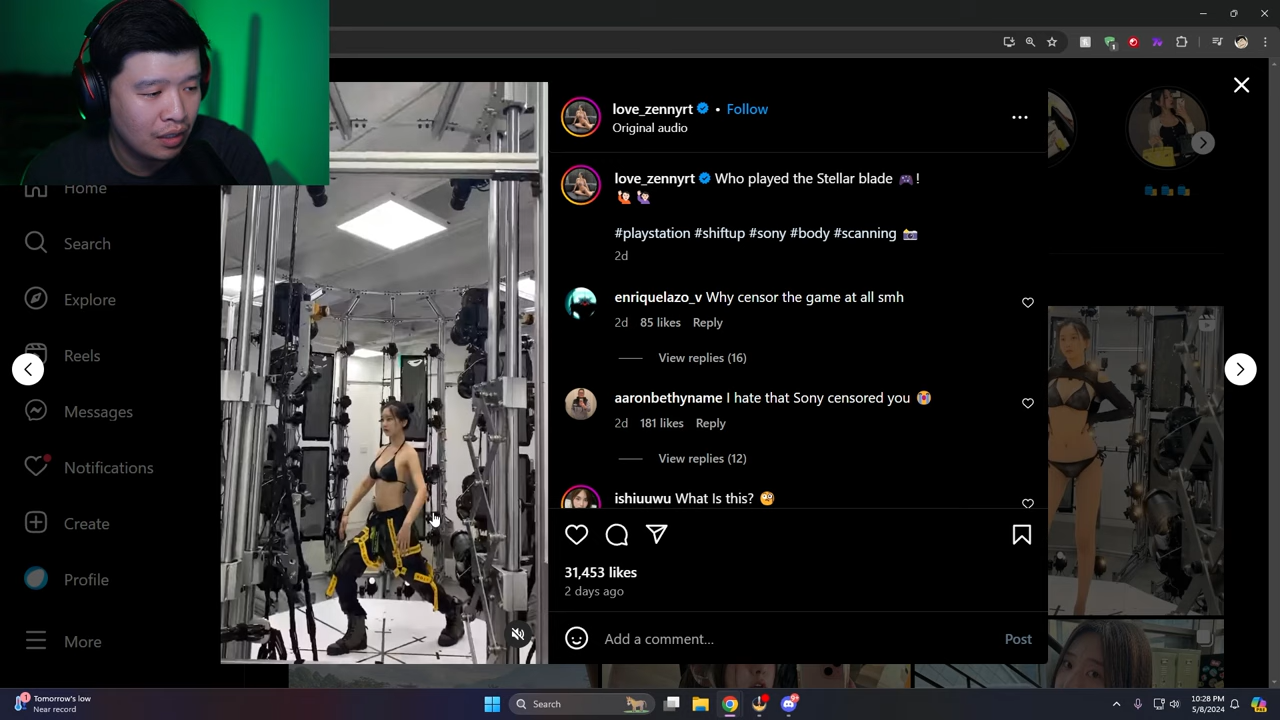 love_zennyrt • Follow
Original audio
love_zennyrt Who played the Stellar blade 🎮 !
🙋🏻 🙋🏻‍♀️
#playstation #shiftup #sony #body #scanning 📸
2d
enriquelazo_v Why censor the game at all smh
2d 85 likes Reply
View replies (16)
aaronbethyname I hate that Sony censored you 😭
2d 181 likes Reply
View replies (12)
ishiuuwu What Is this? 🧐
31,453 likes
2 days ago
Add a comment... Post
Home
Search
Explore
Reels
Messages
Notifications
Create
Profile
More
1
Tomorrow's low
Near record
Search
10:28 PM
5/8/2024